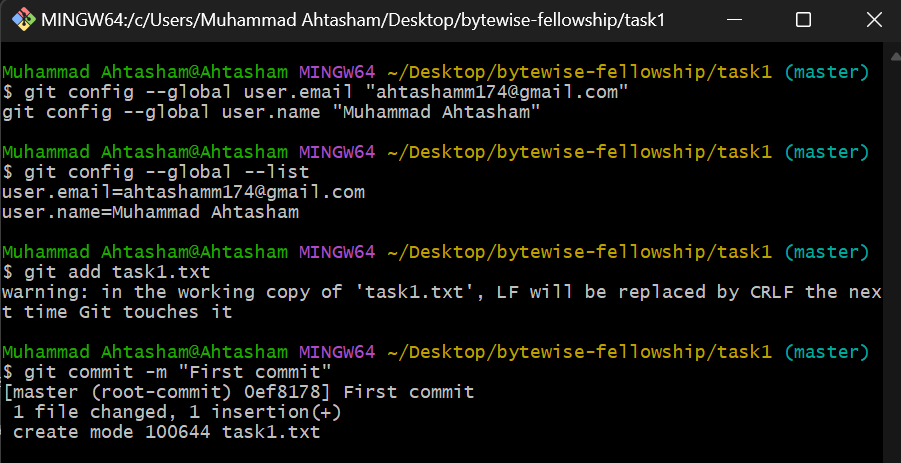 MINGW64:/c/Users/Muhammad Ahtasham/Desktop/bytewise-fellowship/task1
Muhammad Ahtasham@Ahtasham MINGW64 ~/Desktop/bytewise-fellowship/task1 (master)
$ git config --global user.email "ahtashamm174@gmail.com"
git config --global user.name "Muhammad Ahtasham"
Muhammad Ahtasham@Ahtasham MINGW64 ~/Desktop/bytewise-fellowship/task1 (master)
$ git config --global --list
user.email=ahtashamm174@gmail.com
user.name=Muhammad Ahtasham
Muhammad Ahtasham@Ahtasham MINGW64 ~/Desktop/bytewise-fellowship/task1 (master)
$ git add task1.txt
warning: in the working copy of 'task1.txt', LF will be replaced by CRLF the nex
t time Git touches it
Muhammad Ahtasham@Ahtasham MINGW64 ~/Desktop/bytewise-fellowship/task1 (master)
$ git commit -m "First commit"
[master (root-commit) 0ef8178] First commit
 1 file changed, 1 insertion(+)
 create mode 100644 task1.txt